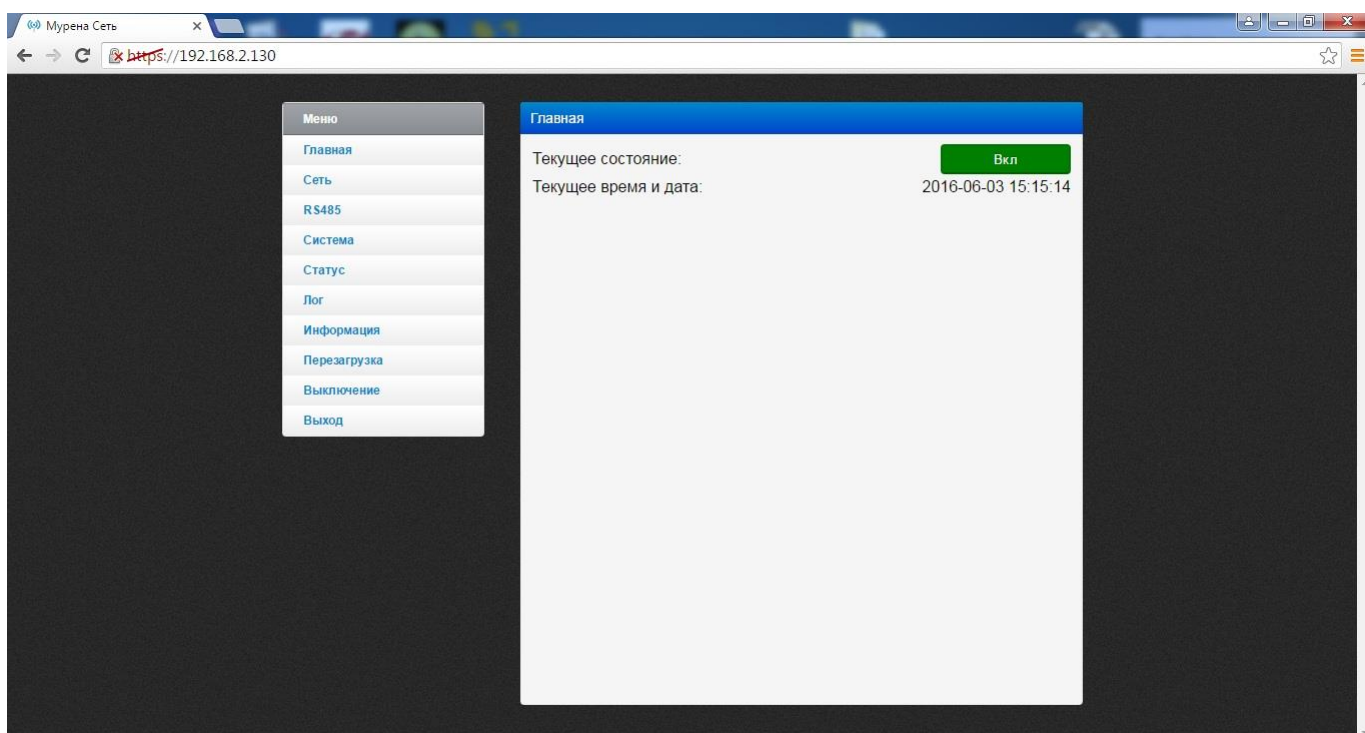 Мурена Сеть
https://192.168.2.130
Меню
Главная
Сеть
RS485
Система
Статус
Лог
Информация
Перезагрузка
Выключение
Выход
Главная
Текущее состояние: Вкл
Текущее время и дата: 2016-06-03 15:15:14